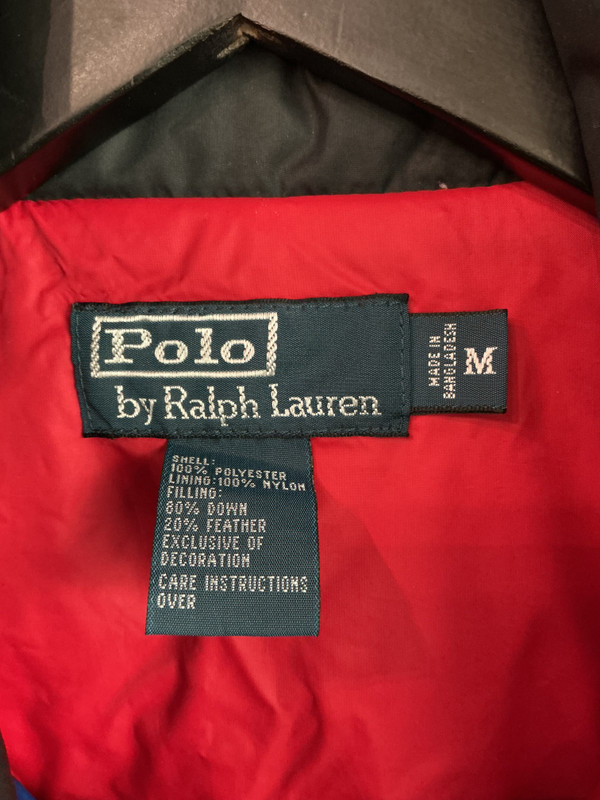 Polo
by Ralph Lauren
MADE IN
BANGLADESH
M
SHELL:
100% POLYESTER
LINING:100% NYLON
FILLING:
80% DOWN
20% FEATHER
EXCLUSIVE OF
DECORATION
CARE INSTRUCTIONS
OVER